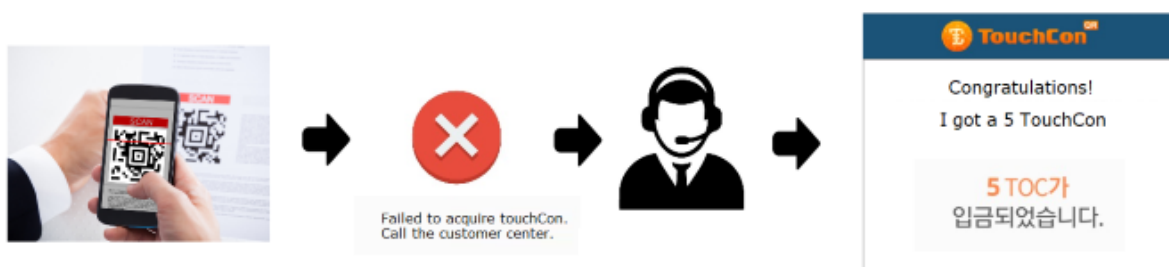 SCAN
SCAN
Failed to acquire touchCon.
Call the customer center.
TouchCon QR
Congratulations!
I got a 5 TouchCon
5 TOC가
입금되었습니다.